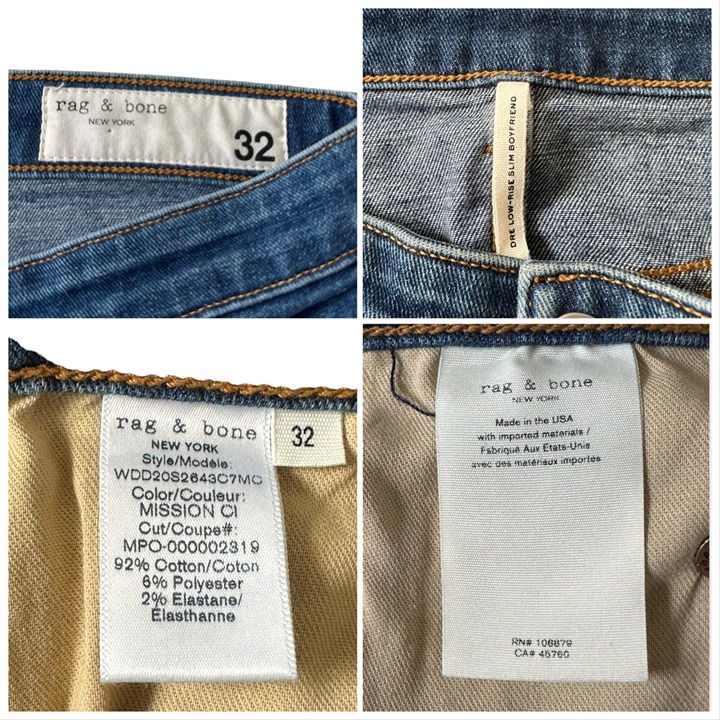 rag & bone
NEW YORK
32
DRE LOW-RISE SLIM BOYFRIEND
rag & bone
NEW YORK
Style/Modèle:
WDD20S2643C7MC
Color/Couleur:
MISSION CI
Cut/Coupe#:
MPO-000002319
92% Cotton/Coton
6% Polyester
2% Elastane/
Elasthanne
32
rag & bone
NEW YORK
Made in the USA
with imported materials /
Fabriqué Aux États-Unis
avec des matériaux importés
RN# 106879
CA# 45760